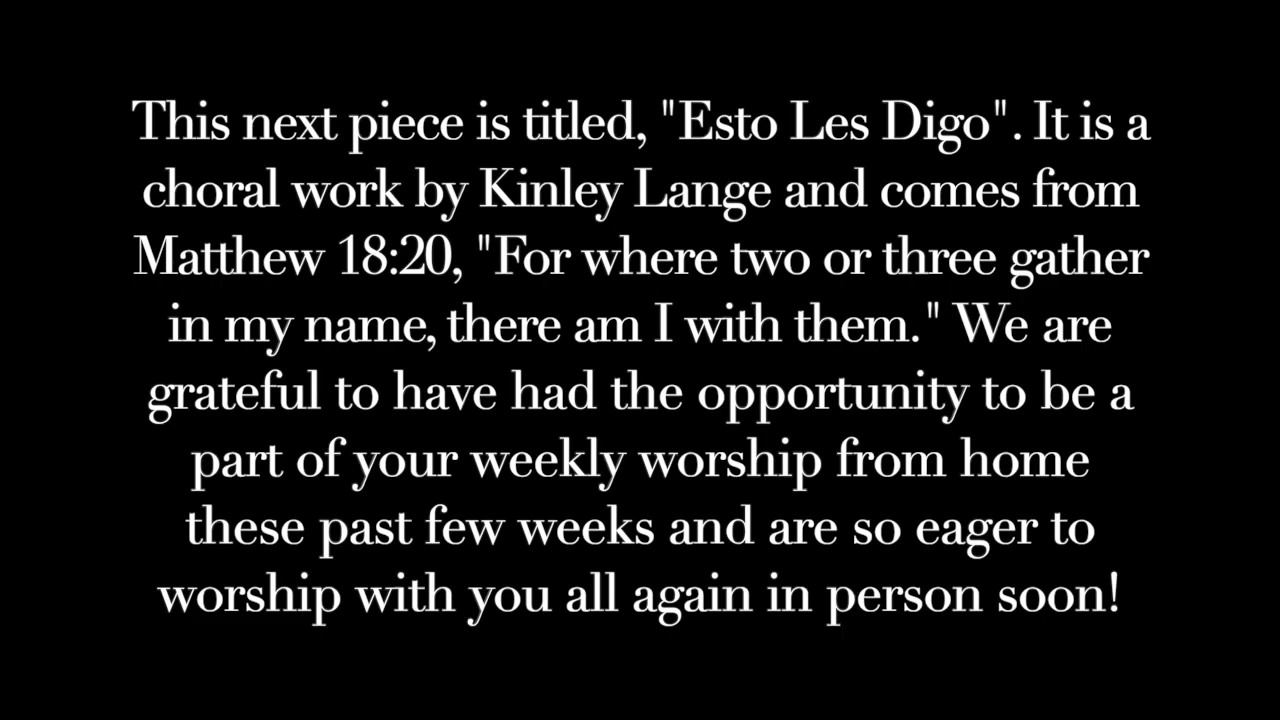 This next piece is titled, "Esto Les Digo". It is a
choral work by Kinley Lange and comes from
Matthew 18:20, "For where two or three gather
in my name, there am I with them." We are
grateful to have had the opportunity to be a
part of your weekly worship from home
these past few weeks and are so eager to
worship with you all again in person soon!